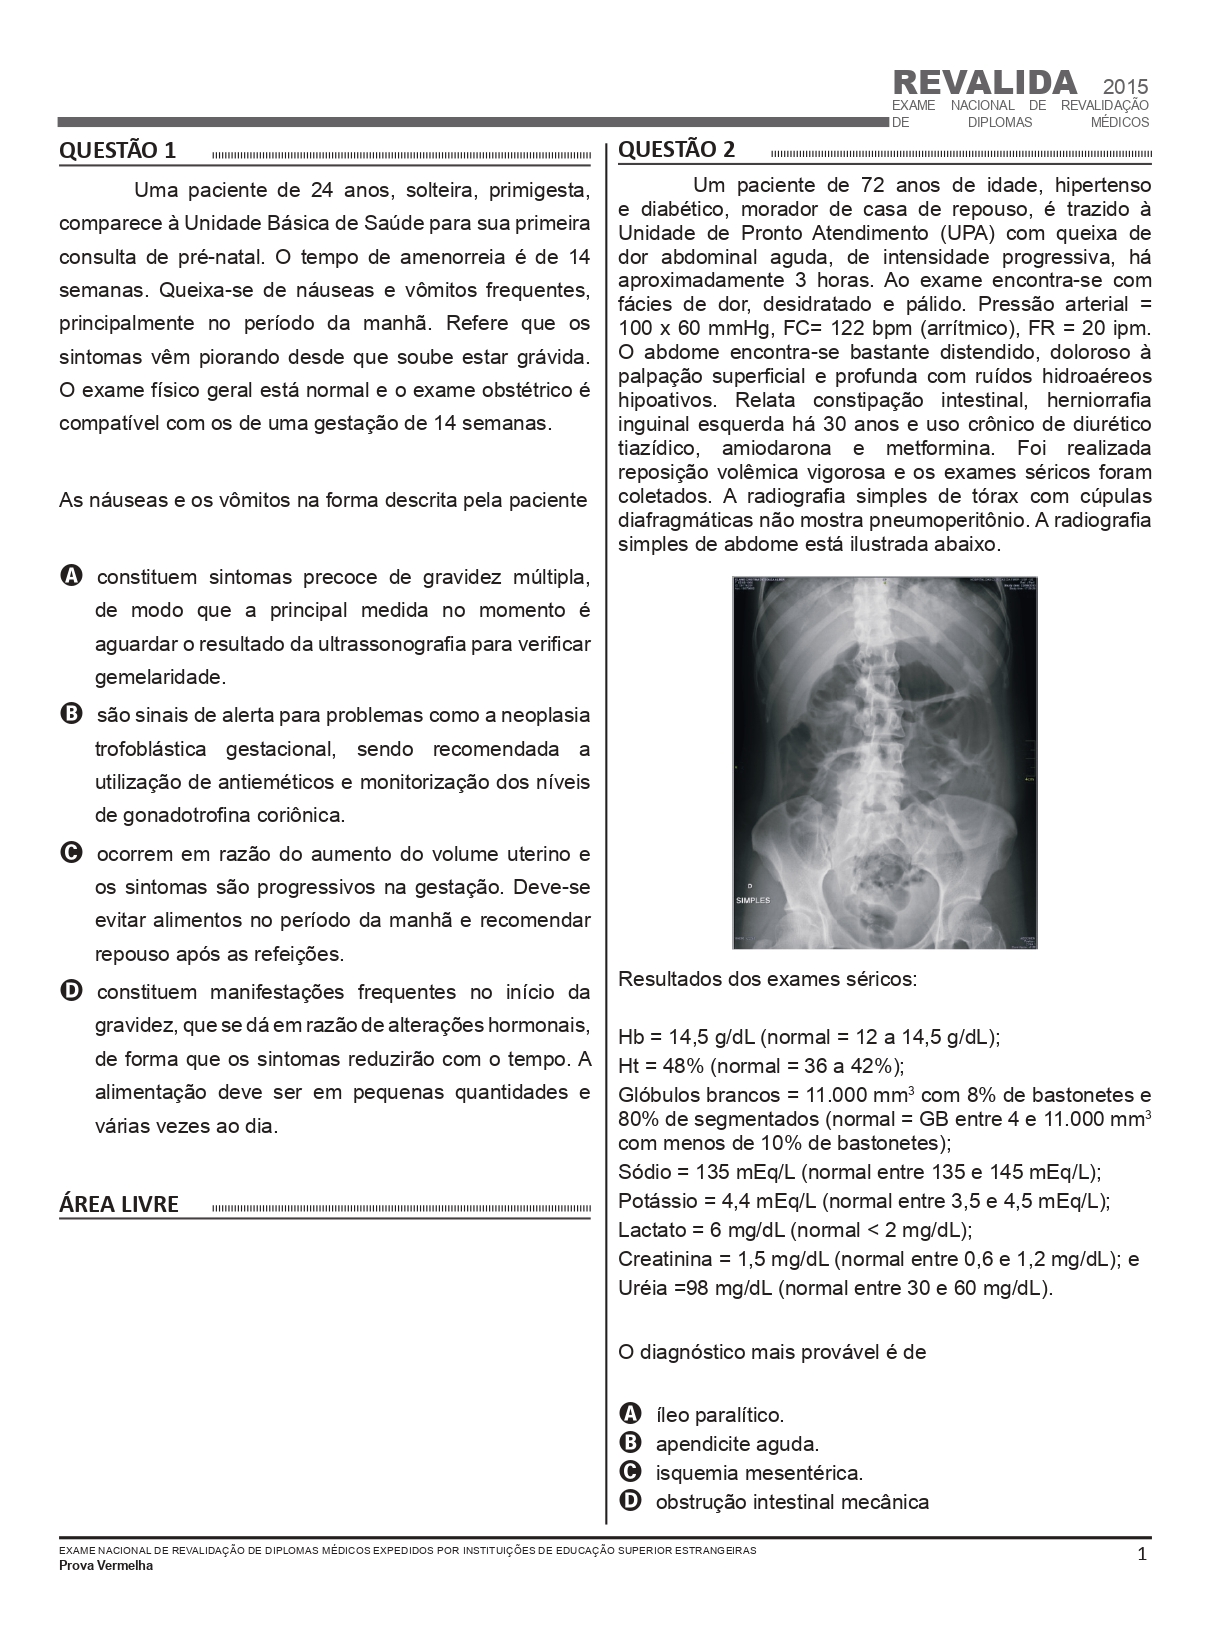 REVALIDA 2015
EXAME NACIONAL DE REVALIDAÇÃO
DE DIPLOMAS MÉDICOS
QUESTÃO 1
Uma paciente de 24 anos, solteira, primigesta,
comparece à Unidade Básica de Saúde para sua primeira
consulta de pré-natal. O tempo de amenorreia é de 14
semanas. Queixa-se de náuseas e vômitos frequentes,
principalmente no período da manhã. Refere que os
sintomas vêm piorando desde que soube estar grávida.
O exame físico geral está normal e o exame obstétrico é
compatível com os de uma gestação de 14 semanas.
As náuseas e os vômitos na forma descrita pela paciente
A constituem sintomas precoce de gravidez múltipla,
de modo que a principal medida no momento é
aguardar o resultado da ultrassonografia para verificar
gemelaridade.
B são sinais de alerta para problemas como a neoplasia
trofoblástica gestacional, sendo recomendada a
utilização de antieméticos e monitorização dos níveis
de gonadotrofina coriônica.
C ocorrem em razão do aumento do volume uterino e
os sintomas são progressivos na gestação. Deve-se
evitar alimentos no período da manhã e recomendar
repouso após as refeições.
D constituem manifestações frequentes no início da
gravidez, que se dá em razão de alterações hormonais,
de forma que os sintomas reduzirão com o tempo. A
alimentação deve ser em pequenas quantidades e
várias vezes ao dia.
ÁREA LIVRE
QUESTÃO 2
Um paciente de 72 anos de idade, hipertenso
e diabético, morador de casa de repouso, é trazido à
Unidade de Pronto Atendimento (UPA) com queixa de
dor abdominal aguda, de intensidade progressiva, há
aproximadamente 3 horas. Ao exame encontra-se com
fácies de dor, desidratado e pálido. Pressão arterial =
100 x 60 mmHg, FC= 122 bpm (arrítmico), FR = 20 ipm.
O abdome encontra-se bastante distendido, doloroso à
palpação superficial e profunda com ruídos hidroaéreos
hipoativos. Relata constipação intestinal, herniorrafia
inguinal esquerda há 30 anos e uso crônico de diurético
tiazídico, amiodarona e metformina. Foi realizada
reposição volêmica vigorosa e os exames séricos foram
coletados. A radiografia simples de tórax com cúpulas
diafragmáticas não mostra pneumoperitônio. A radiografia
simples de abdome está ilustrada abaixo.
D
SIMPLES
Resultados dos exames séricos:
Hb = 14,5 g/dL (normal = 12 a 14,5 g/dL);
Ht = 48% (normal = 36 a 42%);
Glóbulos brancos = 11.000 mm³ com 8% de bastonetes e
80% de segmentados (normal = GB entre 4 e 11.000 mm³
com menos de 10% de bastonetes);
Sódio = 135 mEq/L (normal entre 135 e 145 mEq/L);
Potássio = 4,4 mEq/L (normal entre 3,5 e 4,5 mEq/L);
Lactato = 6 mg/dL (normal < 2 mg/dL);
Creatinina = 1,5 mg/dL (normal entre 0,6 e 1,2 mg/dL); e
Uréia =98 mg/dL (normal entre 30 e 60 mg/dL).
O diagnóstico mais provável é de
A íleo paralítico.
B apendicite aguda.
C isquemia mesentérica.
D obstrução intestinal mecânica
EXAME NACIONAL DE REVALIDAÇÃO DE DIPLOMAS MÉDICOS EXPEDIDOS POR INSTITUIÇÕES DE EDUCAÇÃO SUPERIOR ESTRANGEIRAS
Prova Vermelha
1